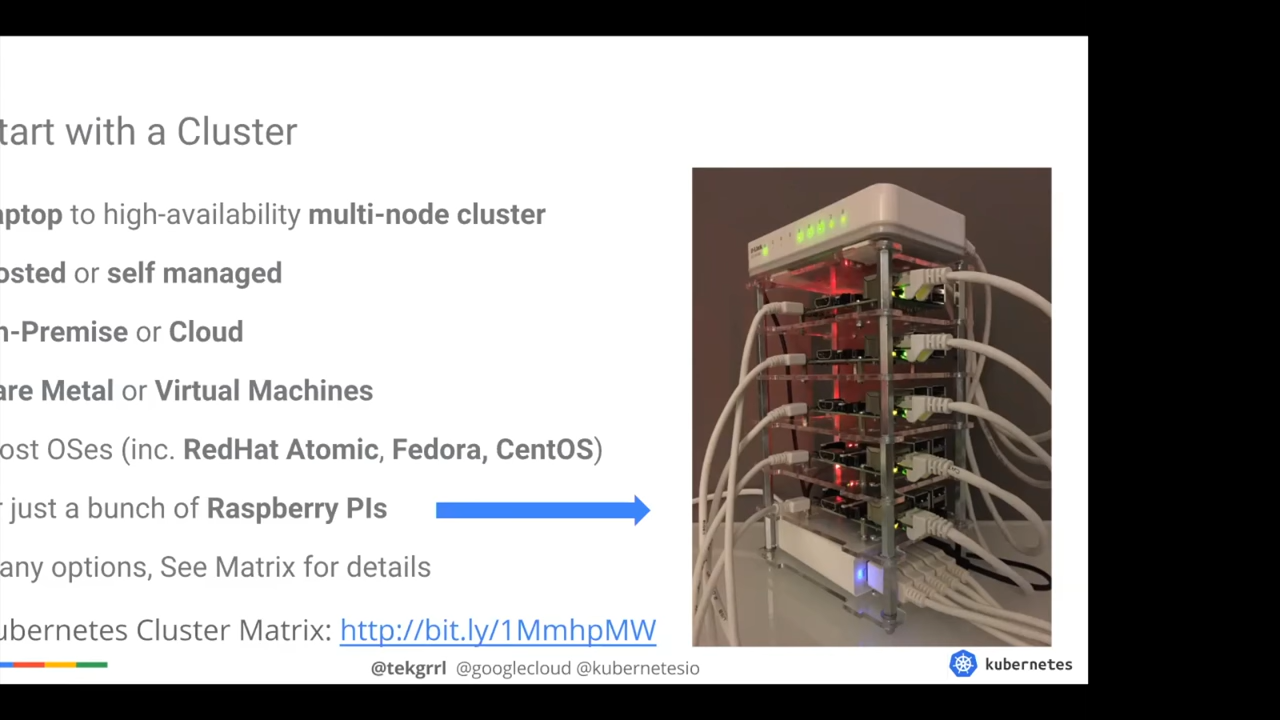 tart with a Cluster
aptop to high-availability multi-node cluster
osted or self managed
n-Premise or Cloud
are Metal or Virtual Machines
ost OSes (inc. RedHat Atomic, Fedora, CentOS)
r just a bunch of Raspberry PIs
any options, See Matrix for details
ubernetes Cluster Matrix: http://bit.ly/1MmhpMW
@tekgrrl @googlecloud @kubernetesio
kubernetes